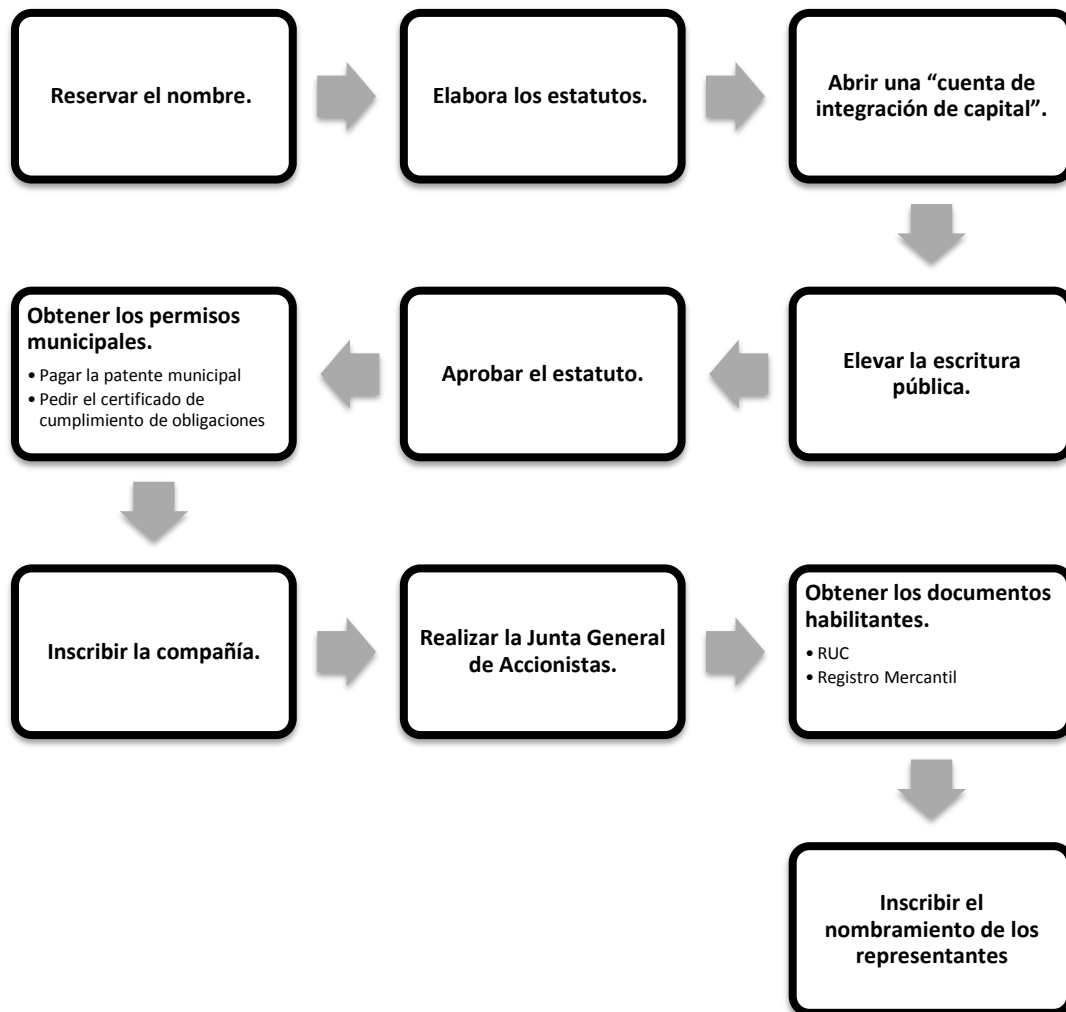 Reservar el nombre.
Elabora los estatutos.
Abrir una “cuenta de
integración de capital”.
Elevar la escritura
pública.
Aprobar el estatuto.
Obtener los permisos
municipales.
• Pagar la patente municipal
• Pedir el certificado de
cumplimiento de obligaciones
Inscribir la compañía.
Realizar la Junta General
de Accionistas.
Obtener los documentos
habilitantes.
• RUC
• Registro Mercantil
Inscribir el
nombramiento de los
representantes